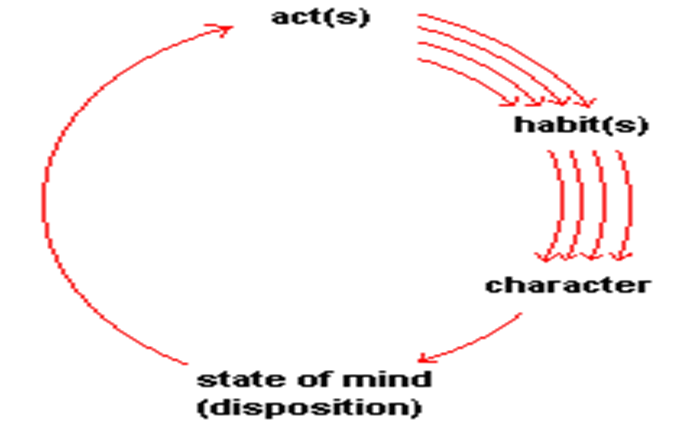 act(s)
habit(s)
character
state of mind
(disposition)